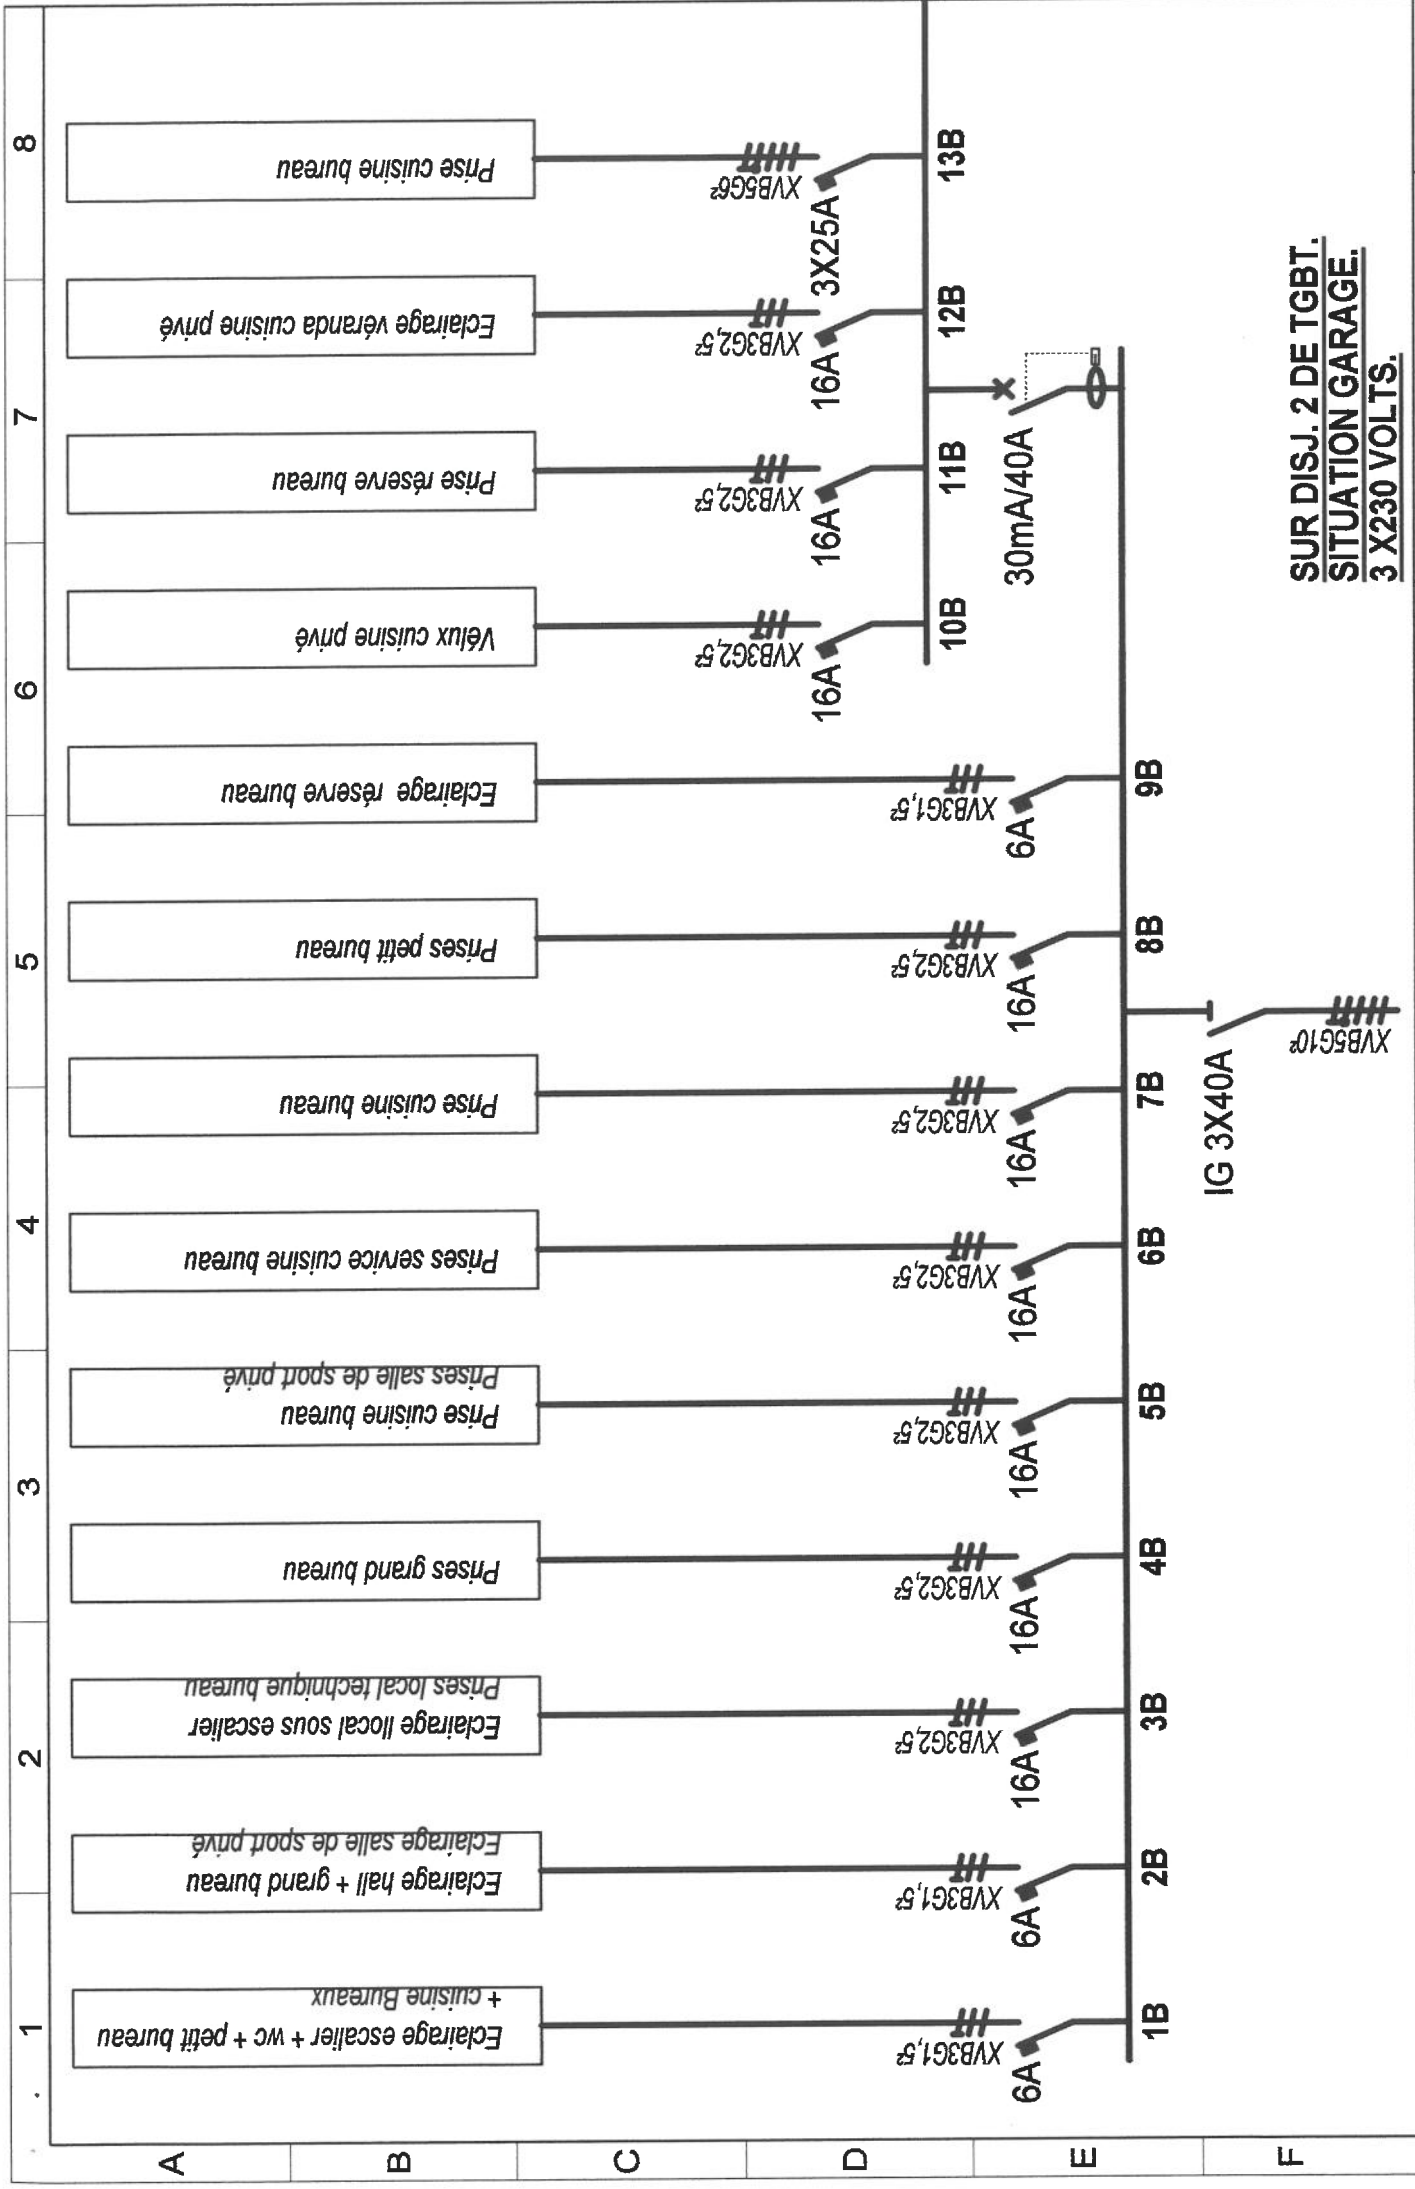 1
2
3
4
5
6
7
8
A
B
C
D
E
F
Eclairage escalier + wc + petit bureau
+ cuisine Bureaux
XVB3G1,5²
6A
1B
Eclairage hall + grand bureau
Eclairage salle de sport privé
XVB3G1,5²
6A
2B
Eclairage llocal sous escalier
Prises local technique bureau
XVB3G2,5²
16A
3B
Prises grand bureau
XVB3G2,5²
16A
4B
Prise cuisine bureau
Prises salle de sport privé
XVB3G2,5²
16A
5B
Prises service cuisine bureau
XVB3G2,5²
16A
6B
Prise cuisine bureau
XVB3G2,5²
16A
7B
Prises petit bureau
XVB3G2,5²
16A
8B
Eclairage réserve bureau
XVB3G1,5²
6A
9B
Vélux cuisine privé
XVB3G2,5²
16A
10B
Prise réserve bureau
XVB3G2,5²
16A
11B
Eclairage véranda cuisine privé
XVB3G2,5²
16A
12B
Prise cuisine bureau
XVB5G6²
3X25A
13B
30mA/40A
IG 3X40A
XVB5G10²
SUR DISJ. 2 DE TGBT.
SITUATION GARAGE.
3 X230 VOLTS.